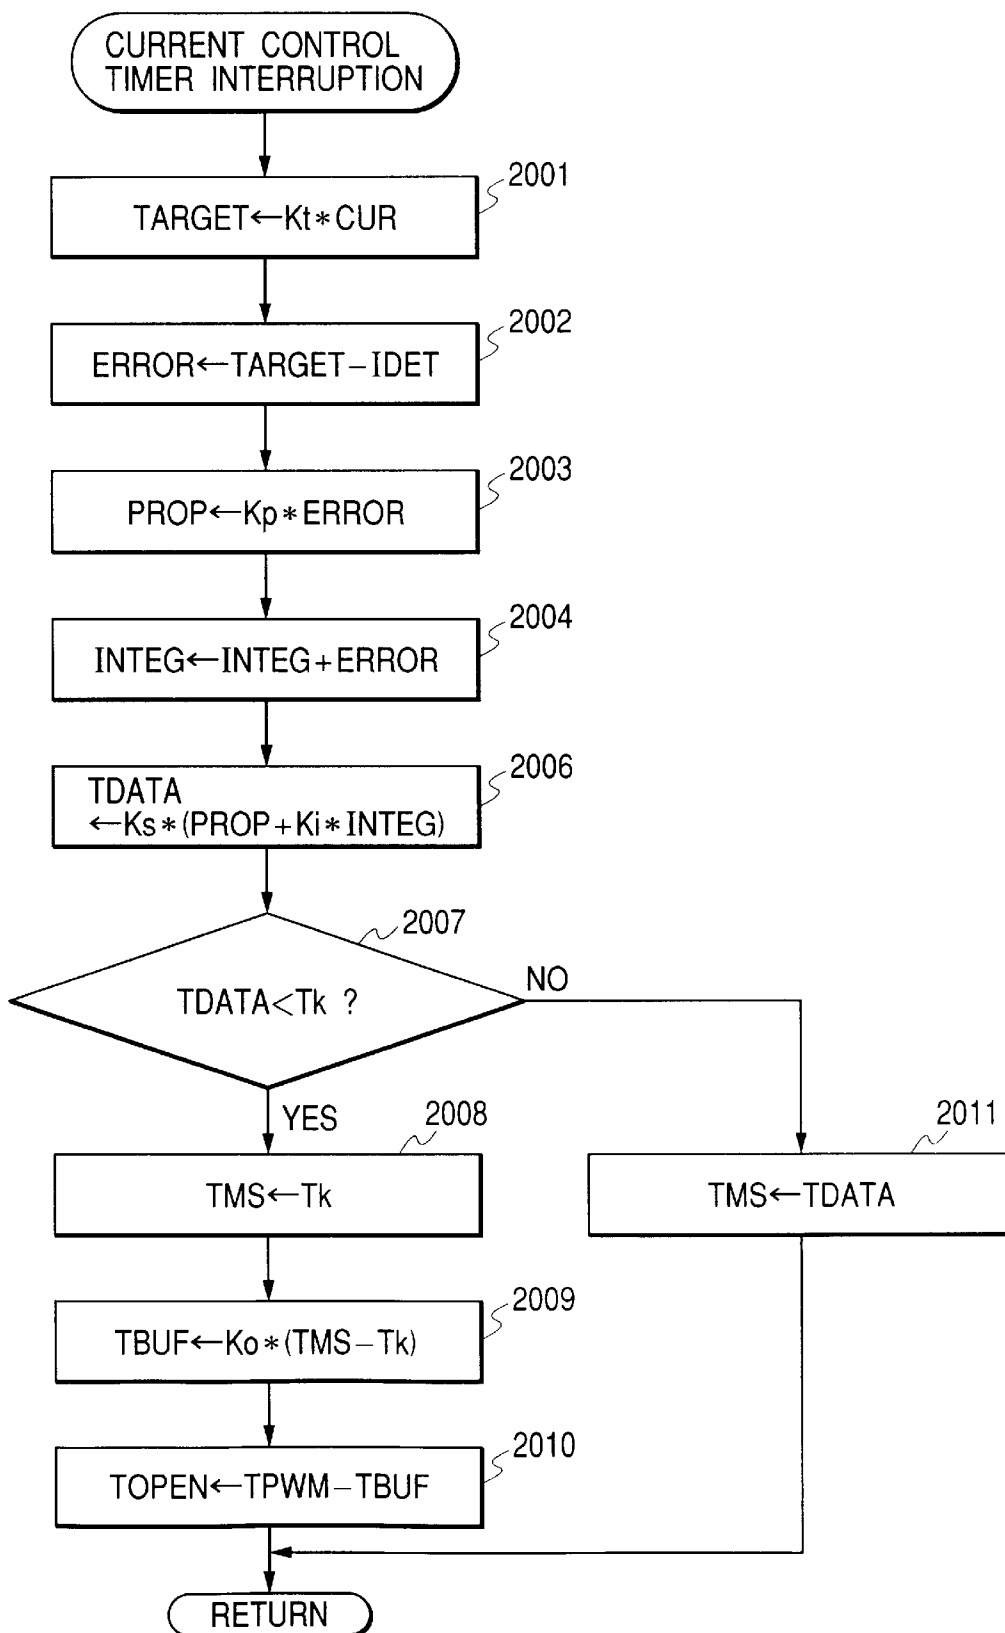 CURRENT CONTROL
TIMER INTERRUPTION
2001
TARGET←Kt*CUR
2002
ERROR←TARGET−IDET
2003
PROP←Kp*ERROR
2004
INTEG←INTEG+ERROR
2006
TDATA
←Ks*(PROP+Ki*INTEG)
2007
TDATA<Tk ?
NO
YES
2008
TMS←Tk
2011
TMS←TDATA
2009
TBUF←Ko*(TMS−Tk)
2010
TOPEN←TPWM−TBUF
RETURN